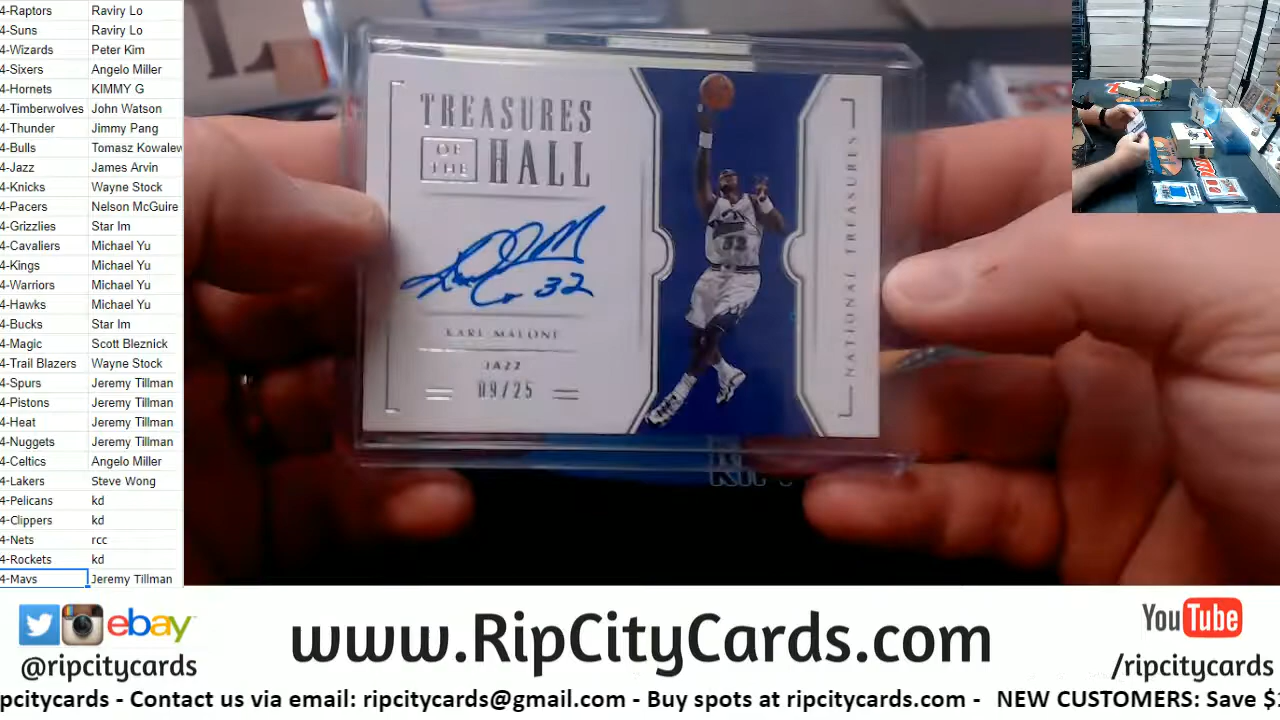 4-Raptors Raviry Lo
4-Suns Raviry Lo
4-Wizards Peter Kim
4-Sixers Angelo Miller
4-Hornets KIMMY G
4-Timberwolves John Watson
4-Thunder Jimmy Pang
4-Bulls Tomasz Kowalew
4-Jazz James Arvin
4-Knicks Wayne Stock
4-Pacers Nelson McGuire
4-Grizzlies Star Im
4-Cavaliers Michael Yu
4-Kings Michael Yu
4-Warriors Michael Yu
4-Hawks Michael Yu
4-Bucks Star Im
4-Magic Scott Bleznick
4-Trail Blazers Wayne Stock
4-Spurs Jeremy Tillman
4-Pistons Jeremy Tillman
4-Heat Jeremy Tillman
4-Nuggets Jeremy Tillman
4-Celtics Angelo Miller
4-Lakers Steve Wong
4-Pelicans kd
4-Clippers kd
4-Nets rcc
4-Rockets kd
4-Mavs Jeremy Tillman
TREASURES
OF THE HALL
32
KARL MALONE
JAZZ
09/25
32
NATIONAL TREASURES
ebay
@ripcitycards
www.RipCityCards.com
YouTube
/ripcitycards
pcitycards - Contact us via email: ripcitycards@gmail.com - Buy spots at ripcitycards.com - NEW CUSTOMERS: Save $